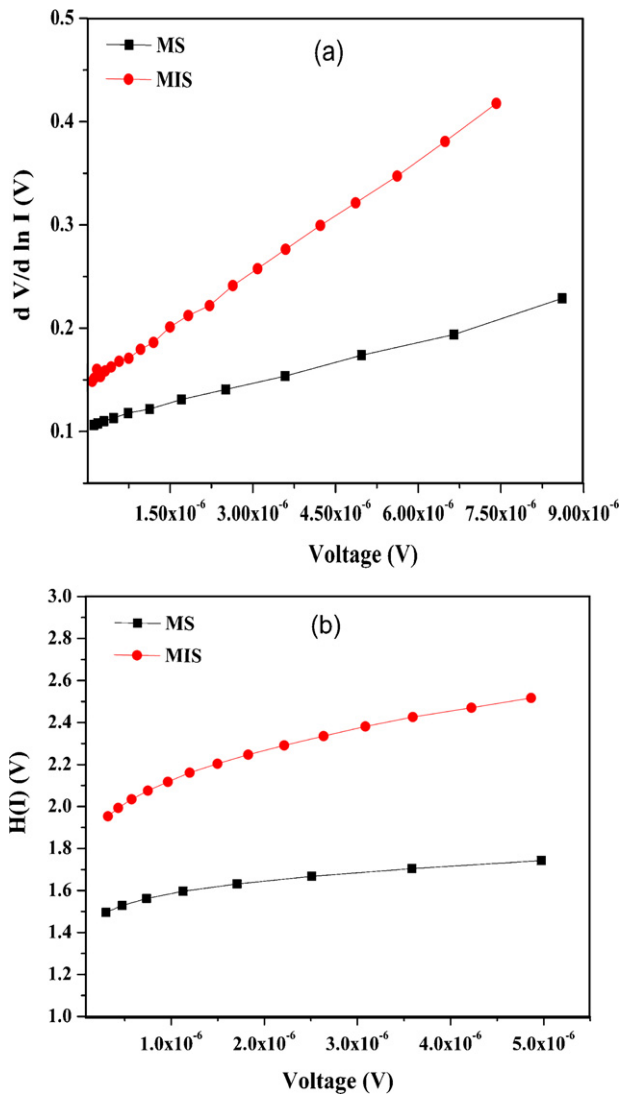 0.5
MS
MIS
(a)
0.4
0.3
0.2
0.1
d V/d ln I (V)
1.50x10⁻⁶ 3.00x10⁻⁶ 4.50x10⁻⁶ 6.00x10⁻⁶ 7.50x10⁻⁶ 9.00x10⁻⁶
Voltage (V)
3.0
MS
MIS
(b)
2.8
2.6
2.4
2.2
2.0
1.8
1.6
1.4
1.2
1.0
H(I) (V)
1.0x10⁻⁶ 2.0x10⁻⁶ 3.0x10⁻⁶ 4.0x10⁻⁶ 5.0x10⁻⁶
Voltage (V)